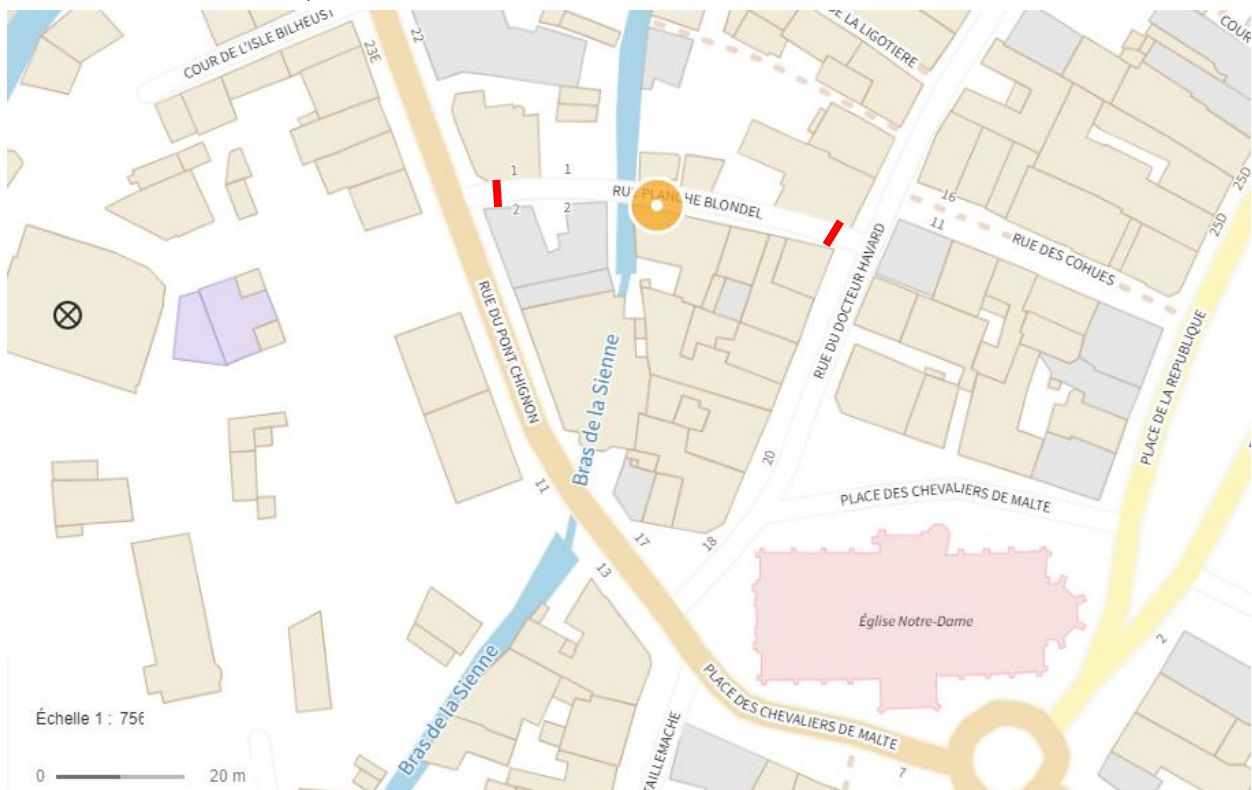 COUR DE L'ISLE BILHEUST
23E
22
DE LA LIGOTIERE
COUR
25D
25D
1
1
2
2
RUE PLANCHE BLONDEL
16
11
RUE DES COHUES
RUE DU DOCTEUR HAVARD
RUE DU PONT CHIGNON
PLACE DE LA REPUBLIQUE
Bras de la Sienne
11
20
PLACE DES CHEVALIERS DE MALTE
17
18
13
Église Notre-Dame
2
Bras de la Sienne
PLACE DES CHEVALIERS DE MALTE
TAILLEMACHE
7
Échelle 1 : 756
0
20 m